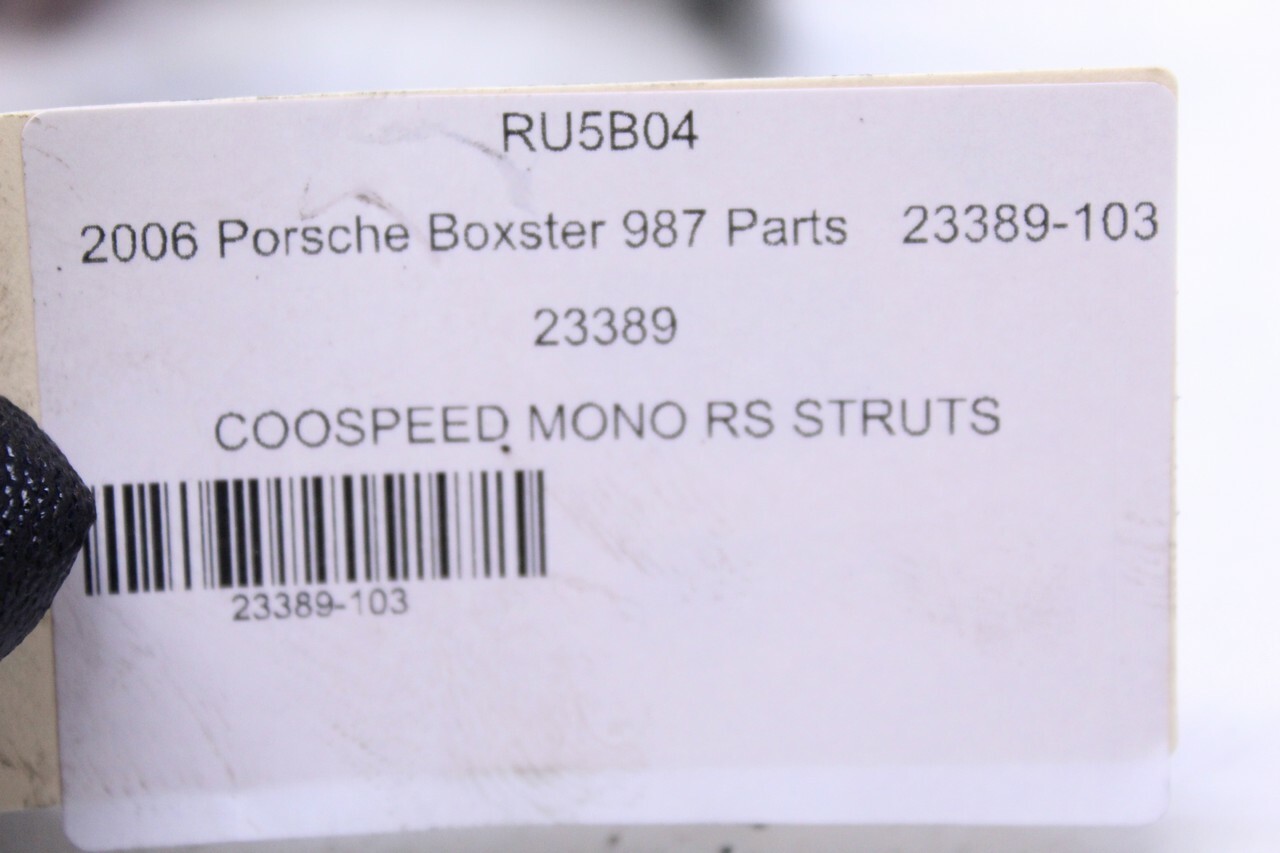 RU5B04
2006 Porsche Boxster 987 Parts 23389-103
23389
COOSPEED MONO RS STRUTS
23389-103